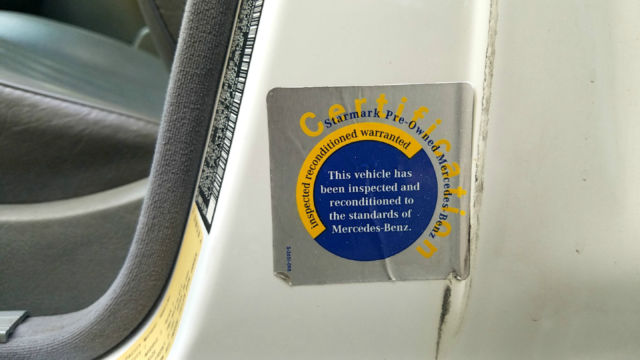 Certification
Starmark Pre-Owned Mercedes-Benz
inspected reconditioned warranted
This vehicle has
been inspected and
reconditioned to
the standards of
Mercedes-Benz.